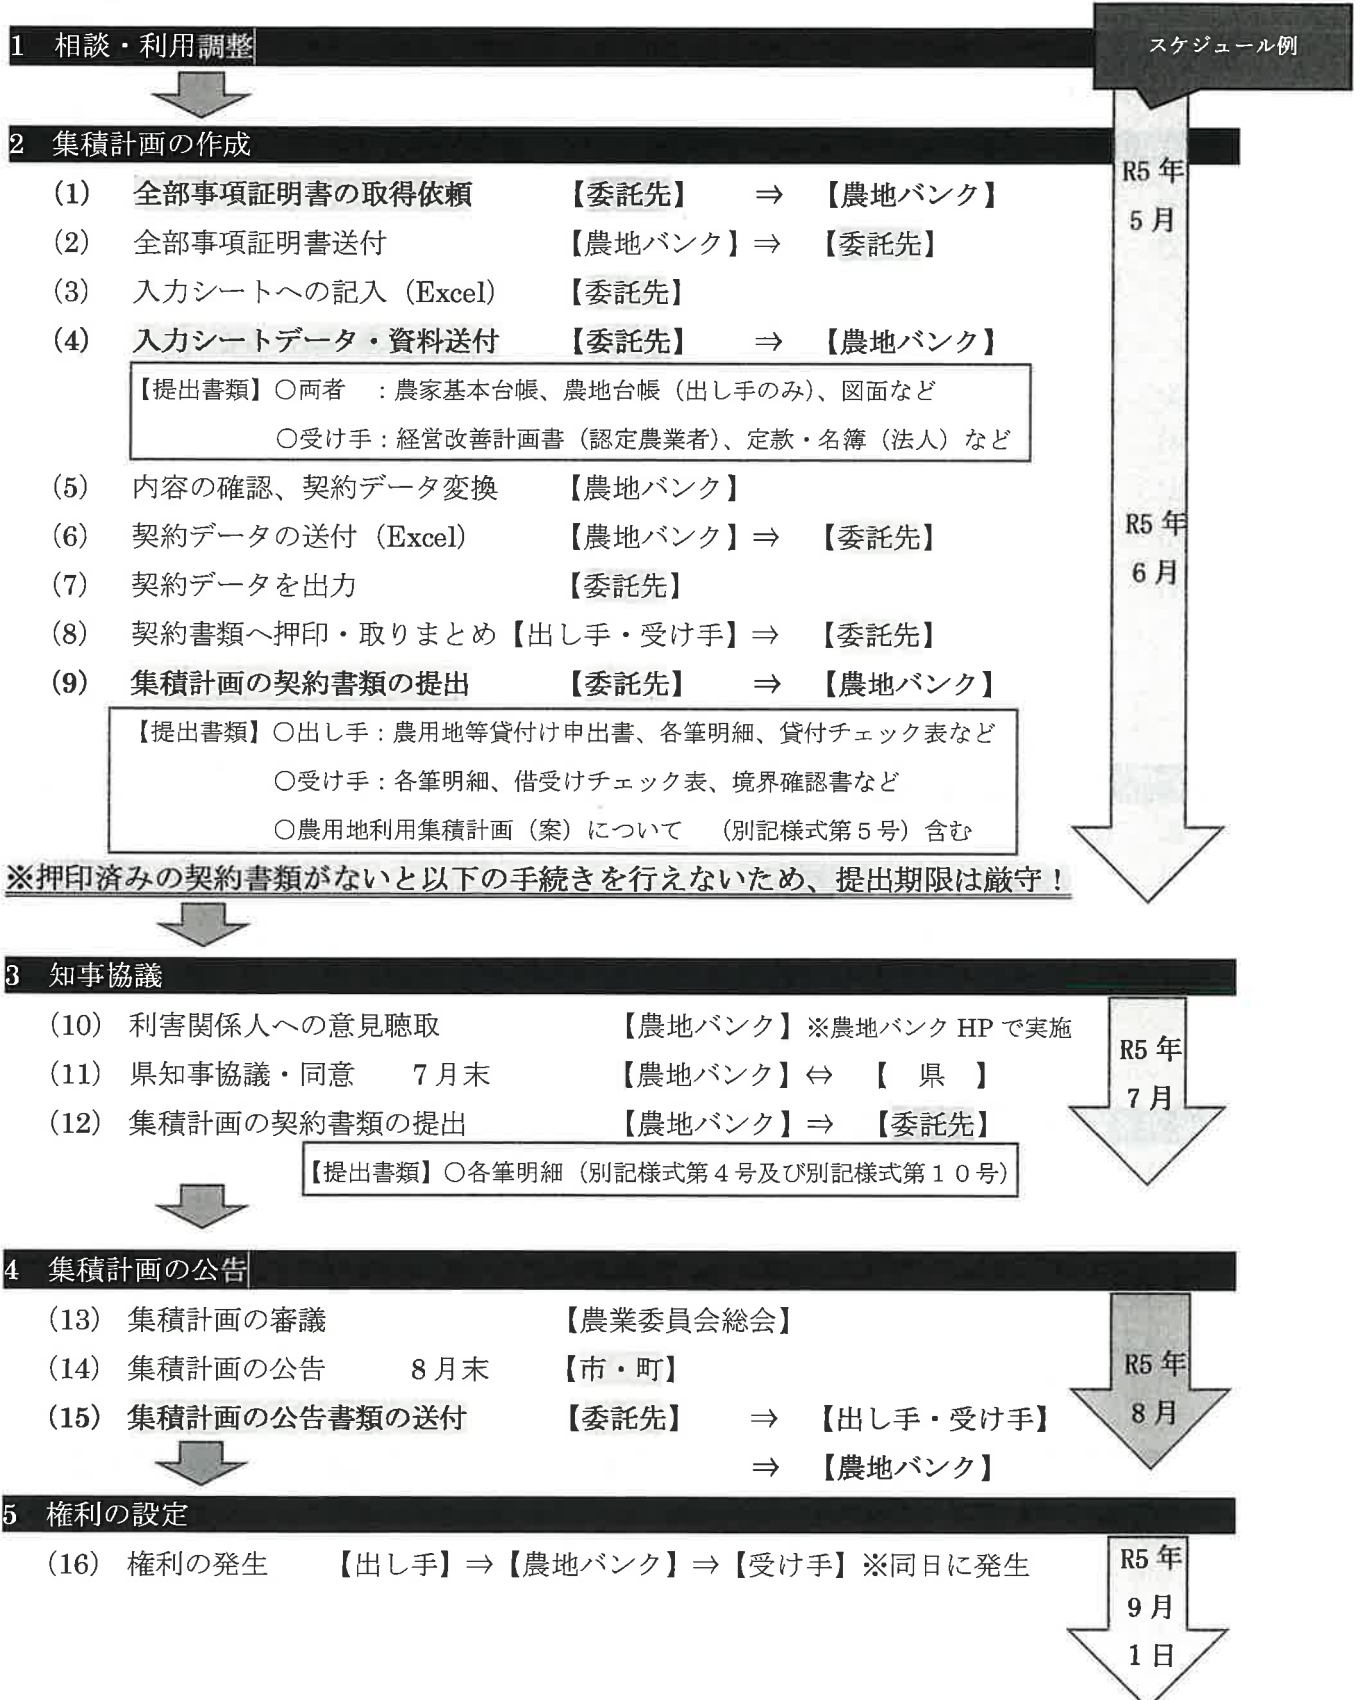 スケジュール例
1 相談・利用調整
2 集積計画の作成
R5年
5月
(1) 全部事項証明書の取得依頼 【委託先】 ⇒ 【農地バンク】
(2) 全部事項証明書送付 【農地バンク】⇒ 【委託先】
(3) 入力シートへの記入（Excel） 【委託先】
(4) 入力シートデータ・資料送付 【委託先】 ⇒ 【農地バンク】
【提出書類】○両者 ：農家基本台帳、農地台帳（出し手のみ）、図面など
○受け手：経営改善計画書（認定農業者）、定款・名簿（法人）など
(5) 内容の確認、契約データ変換 【農地バンク】
R5年
6月
(6) 契約データの送付（Excel） 【農地バンク】⇒ 【委託先】
(7) 契約データを出力 【委託先】
(8) 契約書類へ押印・取りまとめ【出し手・受け手】⇒ 【委託先】
(9) 集積計画の契約書類の提出 【委託先】 ⇒ 【農地バンク】
【提出書類】○出し手：農用地等貸付け申出書、各筆明細、貸付チェック表など
○受け手：各筆明細、借受けチェック表、境界確認書など
○農用地利用集積計画（案）について （別記様式第５号）含む
※押印済みの契約書類がないと以下の手続きを行えないため、提出期限は厳守！
3 知事協議
(10) 利害関係人への意見聴取 【農地バンク】※農地バンク HP で実施
R5年
7月
(11) 県知事協議・同意 7月末 【農地バンク】⇔ 【 県 】
(12) 集積計画の契約書類の提出 【農地バンク】⇒ 【委託先】
【提出書類】○各筆明細（別記様式第４号及び別記様式第１０号）
4 集積計画の公告
(13) 集積計画の審議 【農業委員会総会】
(14) 集積計画の公告 8月末 【市・町】
R5年
8月
(15) 集積計画の公告書類の送付 【委託先】 ⇒ 【出し手・受け手】
⇒ 【農地バンク】
5 権利の設定
(16) 権利の発生 【出し手】⇒【農地バンク】⇒【受け手】※同日に発生
R5年
9月
1日